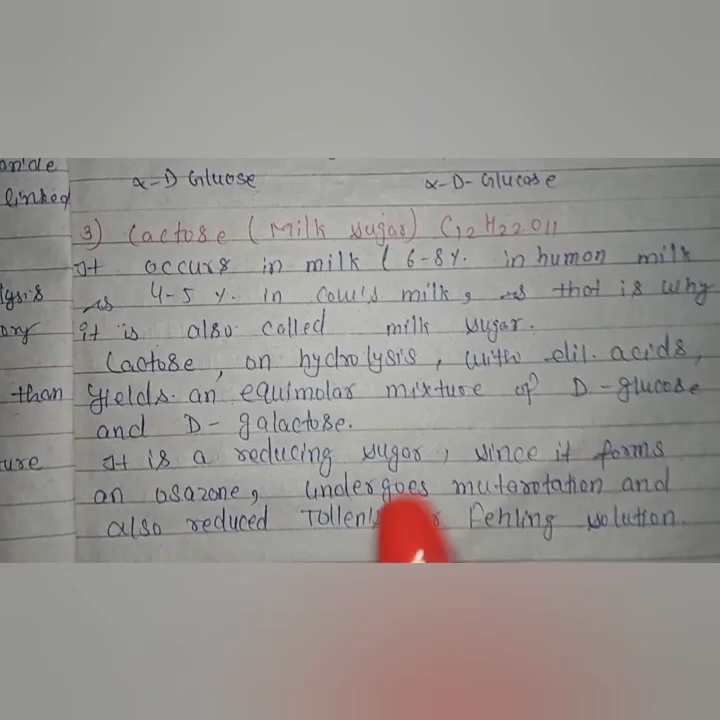 α-D Gluose α-D-Glucose
3) Lactose (Milk sugar) C12H22O11
It occurs in milk ( 6-8 %. in human milk
4-5 %. in cow's milk, that is why
it is also called milk sugar.
Lactose, on hydrolysis, with dil. acids,
yields. an equimolar mixture of D-glucose
and D-galactose.
It is a reducing sugar, since it forms
an osazone, undergoes mutarotation and
also reduced Fehling solution.
linked
than